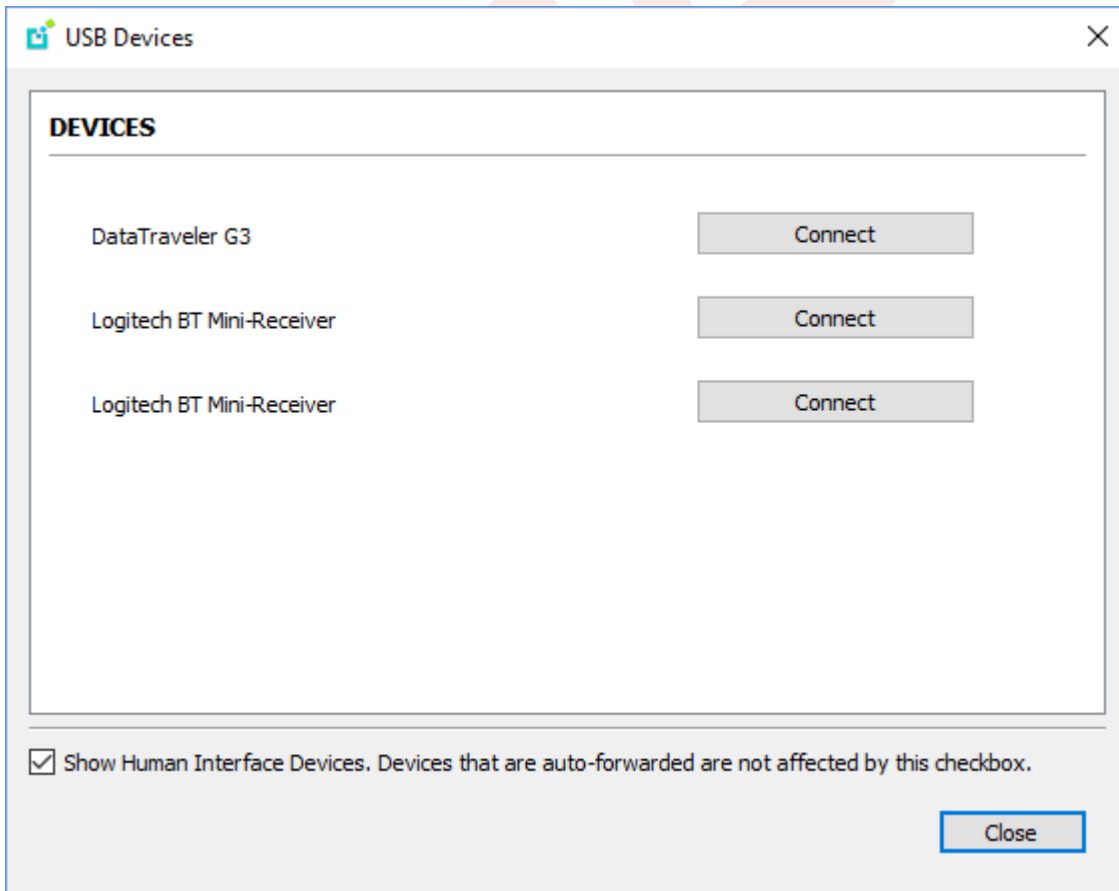 USB Devices
DEVICES
DataTraveler G3 Connect
Logitech BT Mini-Receiver Connect
Logitech BT Mini-Receiver Connect
Show Human Interface Devices. Devices that are auto-forwarded are not affected by this checkbox.
Close